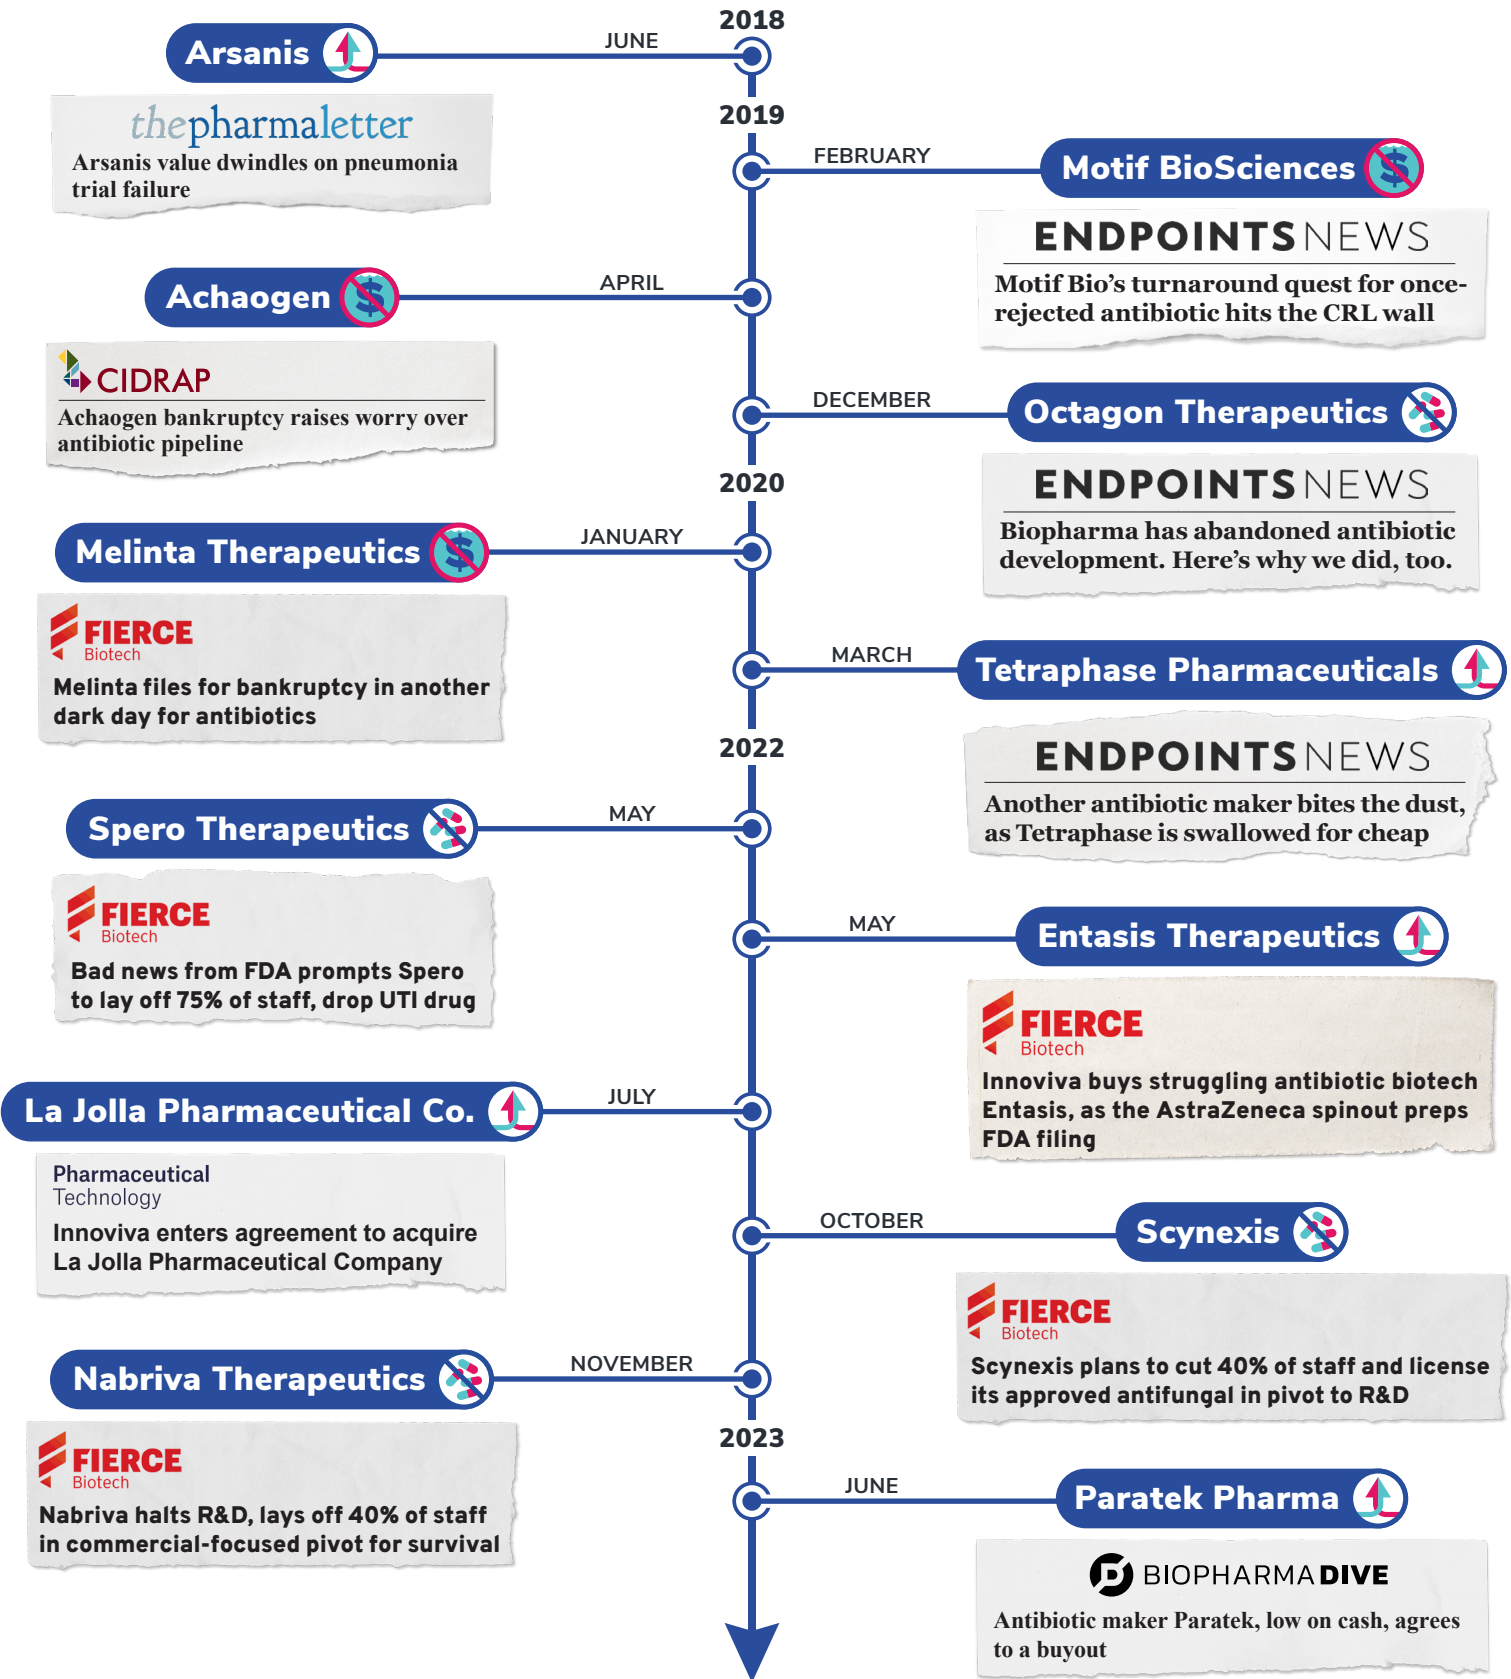 2018
JUNE
Arsanis
thepharmaletter
Arsanis value dwindles on pneumonia
trial failure
2019
FEBRUARY
Motif BioSciences
ENDPOINTS NEWS
Motif Bio’s turnaround quest for once-
rejected antibiotic hits the CRL wall
APRIL
Achaogen
CIDRAP
Achaogen bankruptcy raises worry over
antibiotic pipeline
DECEMBER
Octagon Therapeutics
ENDPOINTS NEWS
Biopharma has abandoned antibiotic
development. Here’s why we did, too.
2020
JANUARY
Melinta Therapeutics
FIERCE
Biotech
Melinta files for bankruptcy in another
dark day for antibiotics
MARCH
Tetraphase Pharmaceuticals
ENDPOINTS NEWS
Another antibiotic maker bites the dust,
as Tetraphase is swallowed for cheap
2022
MAY
Spero Therapeutics
FIERCE
Biotech
Bad news from FDA prompts Spero
to lay off 75% of staff, drop UTI drug
MAY
Entasis Therapeutics
FIERCE
Biotech
Innoviva buys struggling antibiotic biotech
Entasis, as the AstraZeneca spinout preps
FDA filing
JULY
La Jolla Pharmaceutical Co.
Pharmaceutical
Technology
Innoviva enters agreement to acquire
La Jolla Pharmaceutical Company
OCTOBER
Scynexis
FIERCE
Biotech
Scynexis plans to cut 40% of staff and license
its approved antifungal in pivot to R&D
NOVEMBER
Nabriva Therapeutics
FIERCE
Biotech
Nabriva halts R&D, lays off 40% of staff
in commercial-focused pivot for survival
2023
JUNE
Paratek Pharma
BIOPHARMA DIVE
Antibiotic maker Paratek, low on cash, agrees
to a buyout